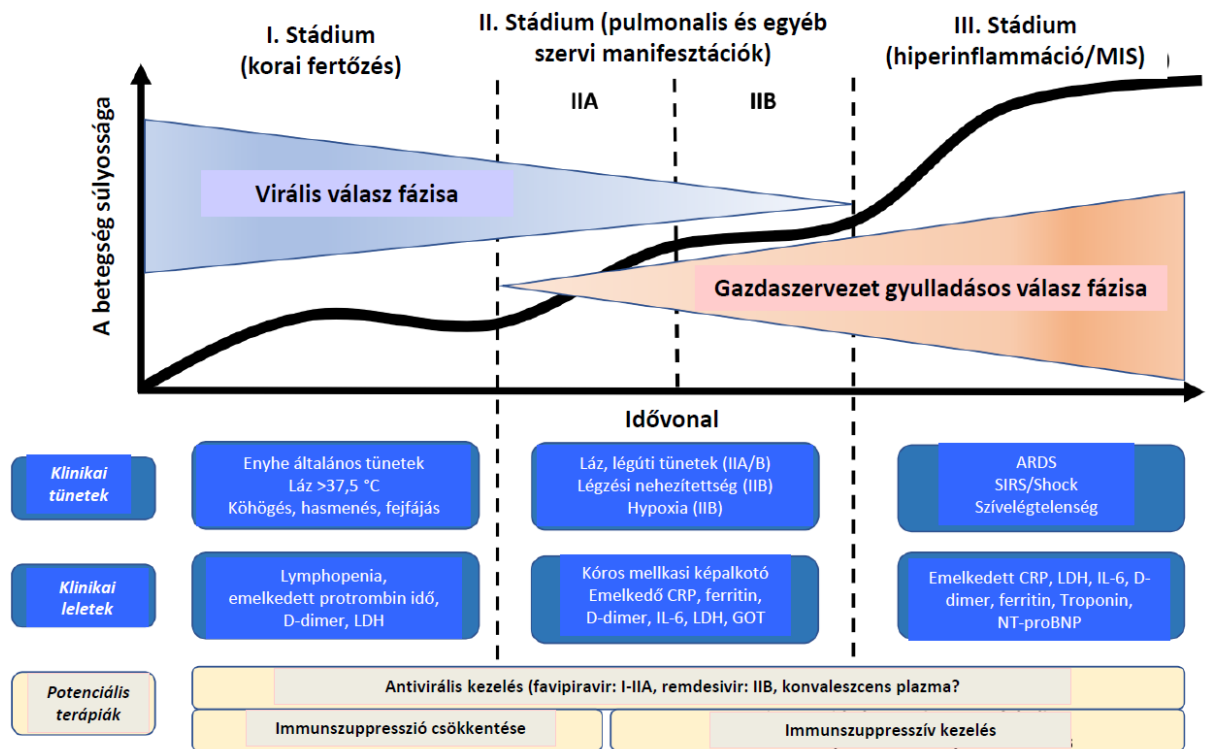 I. Stádium
(korai fertőzés)
II. Stádium (pulmonalis és egyéb
szervi manifesztációk)
III. Stádium
(hiperinflammáció/MIS)
IIA
IIB
A betegség súlyossága
Virális válasz fázisa
Gazdaszervezet gyulladásos válasz fázisa
Idővonal
Klinikai
tünetek
Enyhe általános tünetek
Láz >37,5 °C
Köhögés, hasmenés, fejfájás
Láz, légúti tünetek (IIA/B)
Légzési nehezítettség (IIB)
Hypoxia (IIB)
ARDS
SIRS/Shock
Szívelégtelenség
Klinikai
leletek
Lymphopenia,
emelkedett protrombin idő,
D-dimer, LDH
Kóros mellkasi képalkotó
Emelkedő CRP, ferritin,
D-dimer, IL-6, LDH, GOT
Emelkedett CRP, LDH, IL-6, D-
dimer, ferritin, Troponin,
NT-proBNP
Potenciális
terápiák
Antivirális kezelés (favipiravir: I-IIA, remdesivir: IIB, konvaleszcens plazma?
Immunszuppresszió csökkentése
Immunszuppresszív kezelés